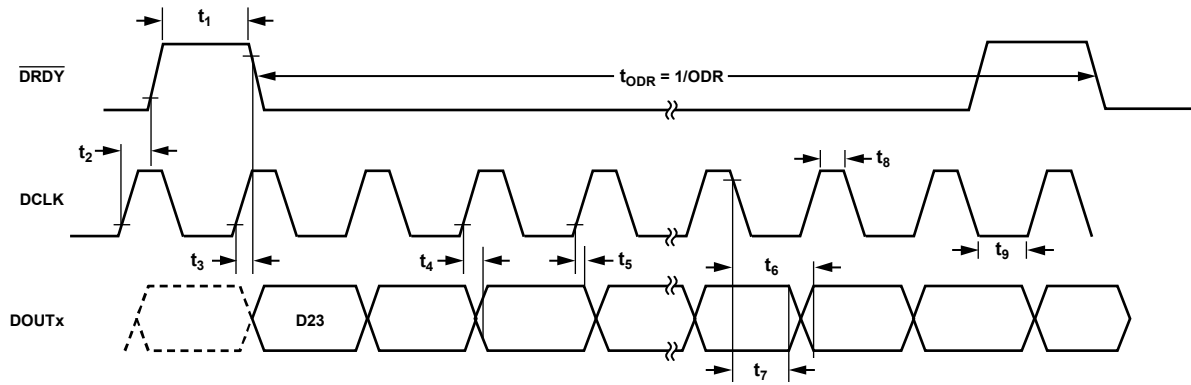 t1
DRDY
tODR = 1/ODR
t2
t8
DCLK
t3
t4
t5
t6
t9
DOUTx
D23
t7